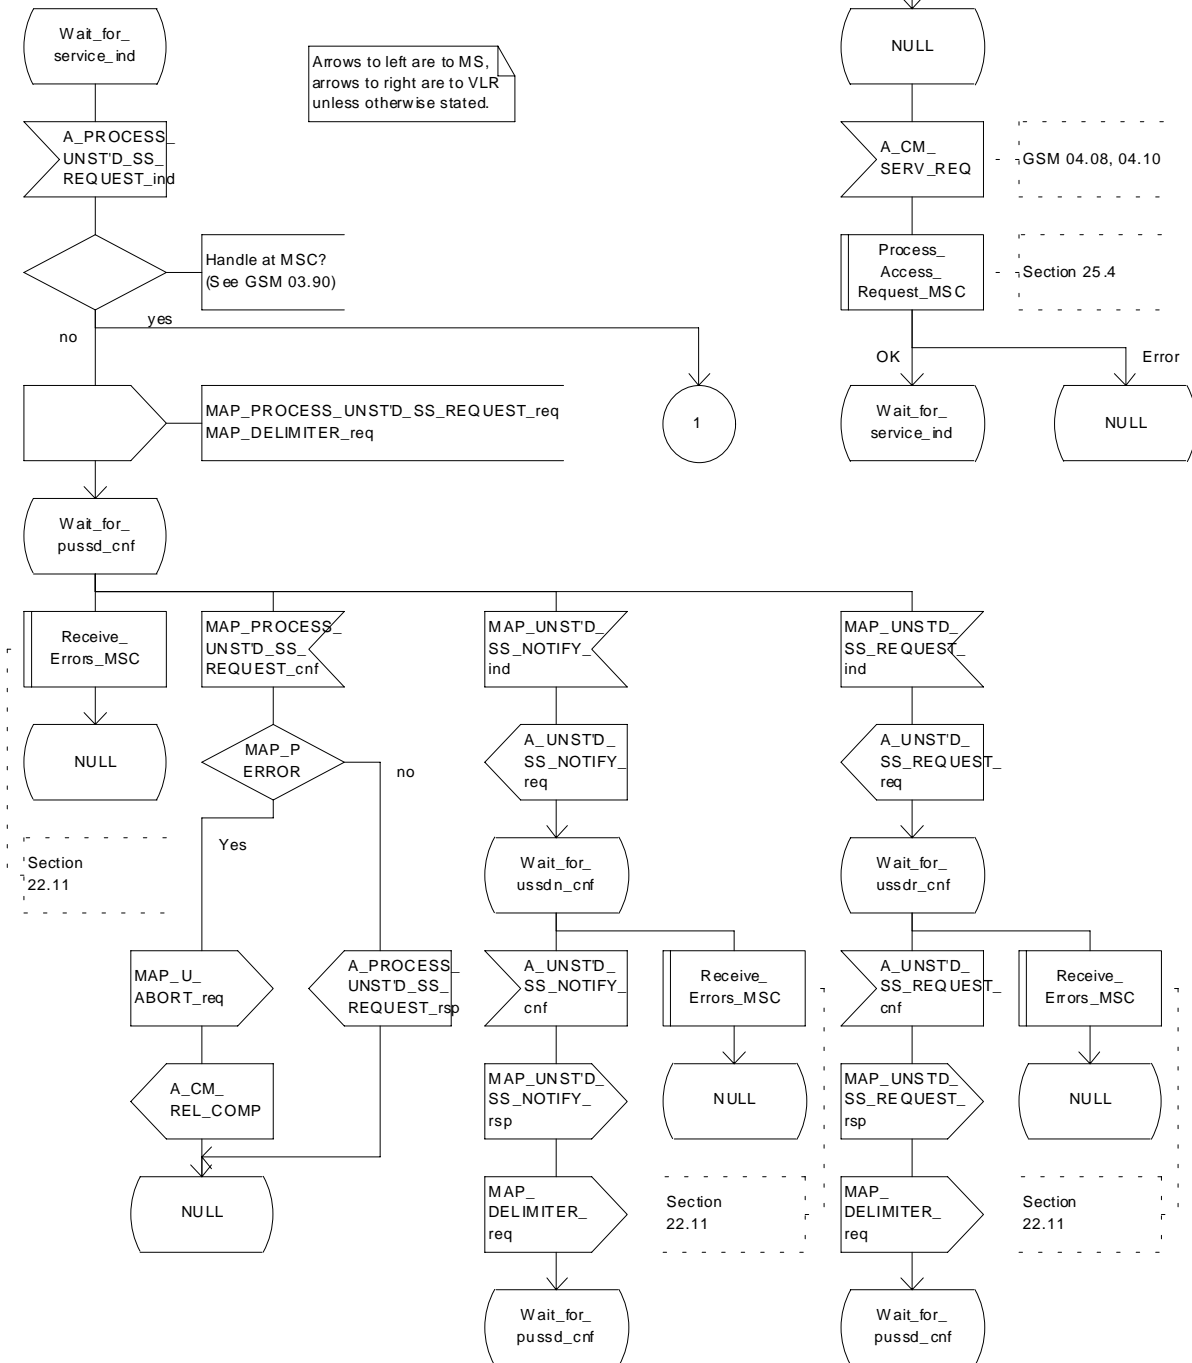 Wait_for_
service_ind
Arrows to left are to MS,
arrows to right are to VLR
unless otherwise stated.
NULL
A_PROCESS_
UNST'D_SS_
REQUEST_ind
A_CM_
SERV_REQ
GSM 04.08, 04.10
Handle at MSC?
(See GSM 03.90)
Process_
Access_
Request_MSC
Section 25.4
yes
no
OK
Error
MAP_PROCESS_UNST'D_SS_REQUEST_req
MAP_DELIMITER_req
1
Wait_for_
service_ind
NULL
Wait_for_
pussd_cnf
Receive_
Errors_MSC
MAP_PROCESS_
UNST'D_SS_
REQUEST_cnf
MAP_UNST'D_
SS_NOTIFY_
ind
MAP_UNST'D_
SS_REQUEST_
ind
NULL
MAP_P
ERROR
no
A_UNST'D_
SS_NOTIFY_
req
A_UNST'D_
SS_REQUEST_
req
Yes
Section
22.11
Wait_for_
ussdn_cnf
Wait_for_
ussdr_cnf
MAP_U_
ABORT_req
A_PROCESS_
UNST'D_SS_
REQUEST_rsp
A_UNST'D_
SS_NOTIFY_
cnf
Receive_
Errors_MSC
A_UNST'D_
SS_REQUEST_
cnf
Receive_
Errors_MSC
A_CM_
REL_COMP
MAP_UNST'D_
SS_NOTIFY_
rsp
NULL
MAP_UNST'D_
SS_REQUEST_
rsp
NULL
NULL
MAP_
DELIMITER_
req
Section
22.11
MAP_
DELIMITER_
req
Section
22.11
Wait_for_
pussd_cnf
Wait_for_
pussd_cnf